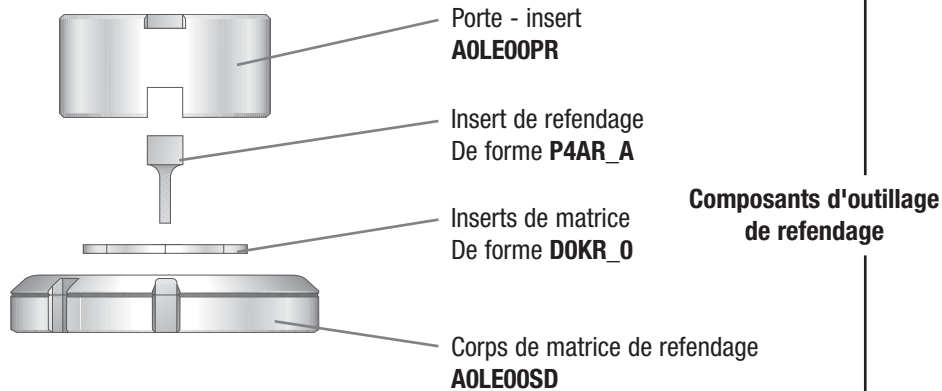 Porte - insert
A0LE00PR
Insert de refendage
De forme P4AR_A
Inserts de matrice
De forme D0KR_0
Corps de matrice de refendage
A0LE00SD
Composants d'outillage
de refendage